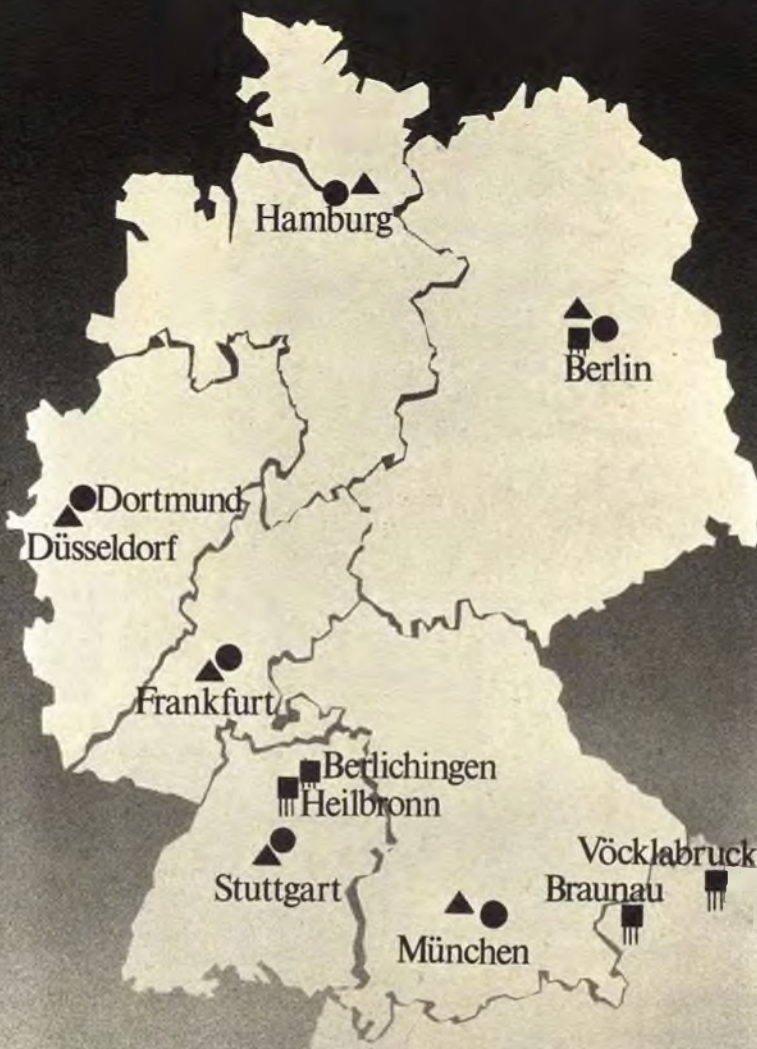 Hamburg
Berlin
Dortmund
Düsseldorf
Frankfurt
Berlichingen
Heilbronn
Vöcklabruck
Stuttgart
Braunau
München